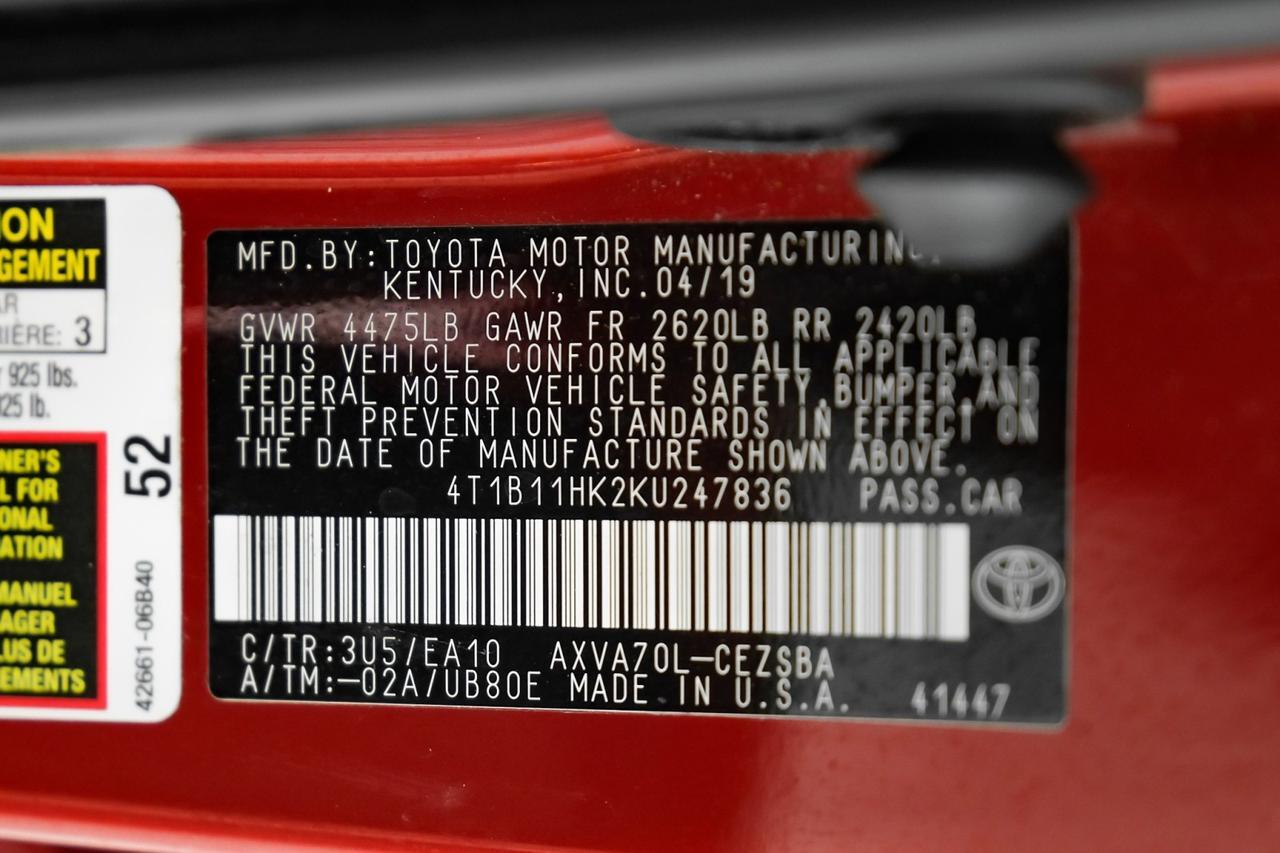 ION
GEMENT
AR
RIÈRE: 3
925 lbs.
925 lb.
NER'S
L FOR
ONAL
ATION
MANUEL
AGER
LUS DE
EMENTS
52
42661-06B40
MFD.BY:TOYOTA MOTOR MANUFACTURING,
KENTUCKY,INC.04/19
GVWR 4475LB GAWR FR 2620LB RR 2420LB
THIS VEHICLE CONFORMS TO ALL APPLICABLE
FEDERAL MOTOR VEHICLE SAFETY,BUMPER,AND
THEFT PREVENTION STANDARDS IN EFFECT ON
THE DATE OF MANUFACTURE SHOWN ABOVE.
4T1B11HK2KU247836 PASS.CAR
C/TR:3U5/EA10 AXVA70L-CEZSBA
A/TM:-02A/UB80E MADE IN U.S.A. 41447